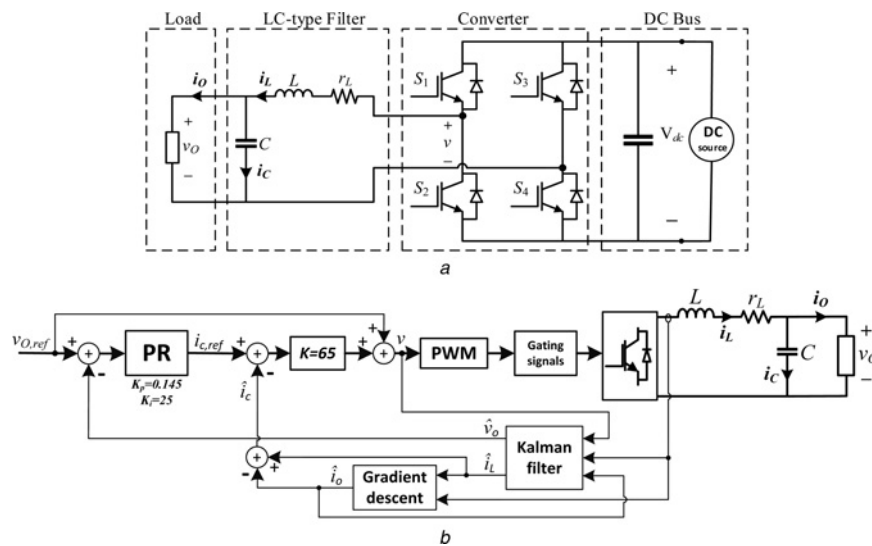 Load
LC-type Filter
Converter
DC Bus
i_O
i_L
L
r_L
S_1
S_3
+
v_O
−
C
i_C
+
v
−
S_2
S_4
+
V_dc
−
DC
source
a
v_O,ref
+
+
-
PR
K_p=0.145
K_i=25
i_c,ref
+
-
î_c
K=65
+
+
+
v
PWM
Gating
signals
L
r_L
i_O
i_L
C
i_C
+
v_O
−
v̂_o
Kalman
filter
+
-
+
î_L
î_o
Gradient
descent
b